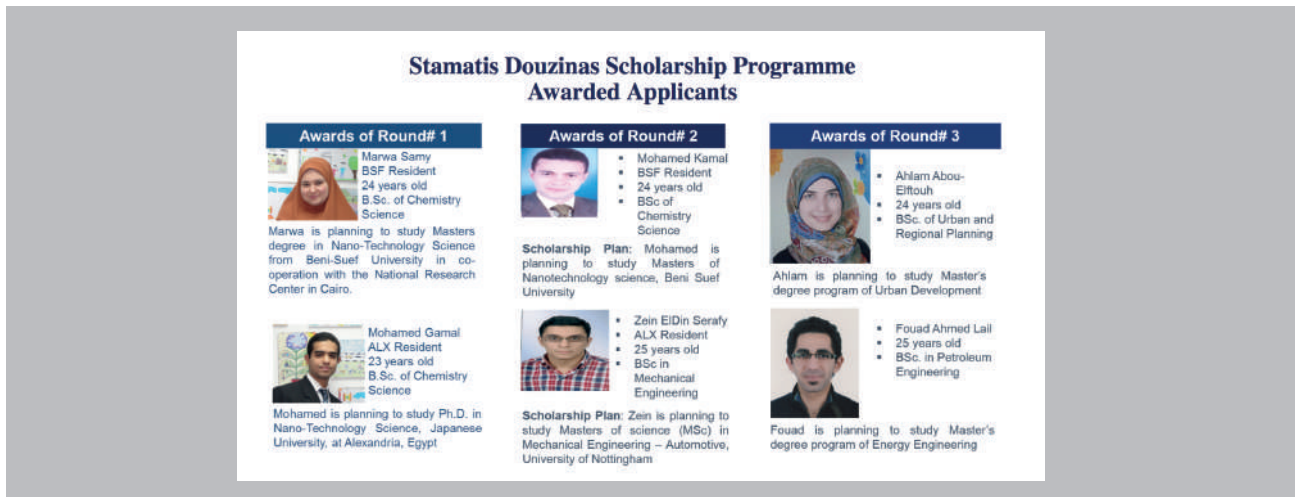 Stamatis Douzinas Scholarship Programme
Awarded Applicants
Awards of Round# 1
Marwa Samy
BSF Resident
24 years old
B.Sc. of Chemistry
Science
Marwa is planning to study Masters
degree in Nano-Technology Science
from Beni-Suef University in co-
operation with the National Research
Center in Cairo.
Mohamed Gamal
ALX Resident
23 years old
B.Sc. of Chemistry
Science
Mohamed is planning to study Ph.D. in
Nano-Technology Science, Japanese
University, at Alexandria, Egypt
Awards of Round# 2
▪ Mohamed Kamal
▪ BSF Resident
▪ 24 years old
▪ BSc of
Chemistry
Science
Scholarship Plan: Mohamed is
planning to study Masters of
Nanotechnology science, Beni Suef
University
▪ Zein ElDin Serafy
▪ ALX Resident
▪ 25 years old
▪ BSc in
Mechanical
Engineering
Scholarship Plan: Zein is planning to
study Masters of science (MSc) in
Mechanical Engineering – Automotive,
University of Nottingham
Awards of Round# 3
▪ Ahlam Abou-
Elftouh
▪ 24 years old
▪ BSc. of Urban and
Regional Planning
Ahlam is planning to study Master's
degree program of Urban Development
▪ Fouad Ahmed Lail
▪ 25 years old
▪ BSc. in Petroleum
Engineering
Fouad is planning to study Master's
degree program of Energy Engineering